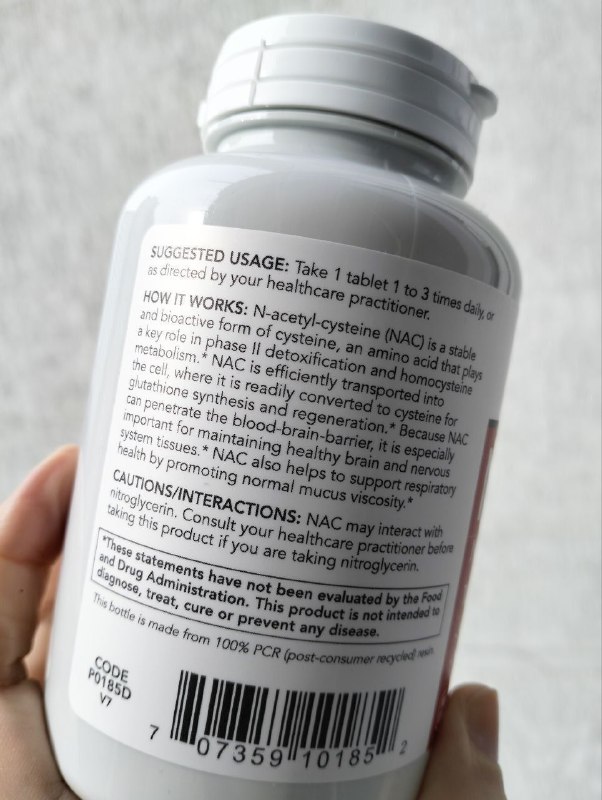 SUGGESTED USAGE: Take 1 tablet 1 to 3 times daily, or
as directed by your healthcare practitioner.
HOW IT WORKS: N-acetyl-cysteine (NAC) is a stable
and bioactive form of cysteine, an amino acid that plays
a key role in phase II detoxification and homocysteine
metabolism.* NAC is efficiently transported into
the cell, where it is readily converted to cysteine for
glutathione synthesis and regeneration.* Because NAC
can penetrate the blood-brain-barrier, it is especially
important for maintaining healthy brain and nervous
system tissues.* NAC also helps to support respiratory
health by promoting normal mucus viscosity.*
CAUTIONS/INTERACTIONS: NAC may interact with
nitroglycerin. Consult your healthcare practitioner before
taking this product if you are taking nitroglycerin.
*These statements have not been evaluated by the Food
and Drug Administration. This product is not intended to
diagnose, treat, cure or prevent any disease.
This bottle is made from 100% PCR (post-consumer recycled) resin.
CODE
P0185D
V7
7 07359 10185 2